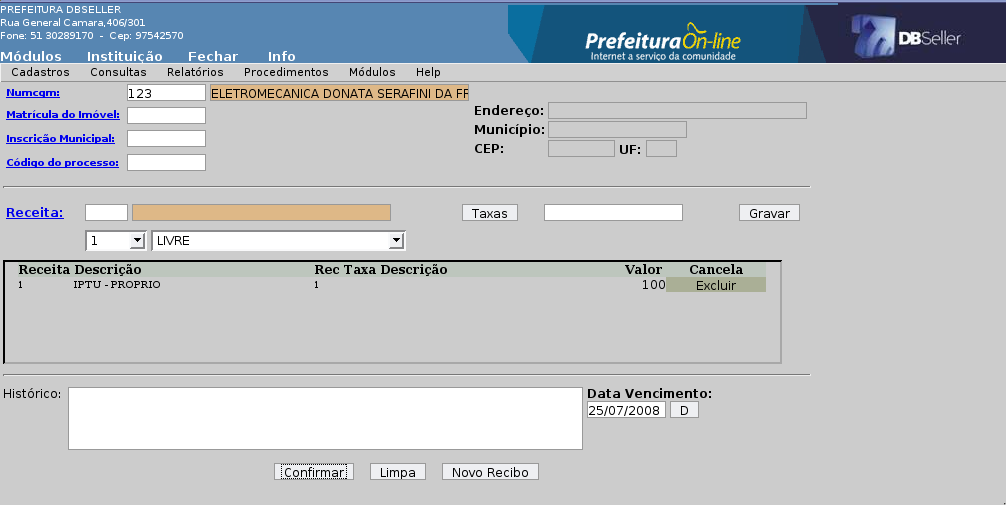 PREFEITURA DBSELLER
Rua General Camara,406/301
Fone: 51 30289170 - Cep: 97542570
Módulos Instituição Fechar Info
Prefeitura On-line
Internet a serviço da comunidade
DBSeller
Cadastros Consultas Relatórios Procedimentos Módulos Help
Numcgm: 123 ELETROMECANICA DONATA SERAFINI DA
Matrícula do Imóvel:
Inscrição Municipal:
Código do processo:
Endereço:
Município:
CEP: UF:
Receita: Taxas Gravar
1 LIVRE
Receita Descrição Rec Taxa Descrição Valor Cancela
1 IPTU - PROPRIO 1 100 Excluir
Histórico:
Data Vencimento:
25/07/2008 D
Confirmar Limpa Novo Recibo